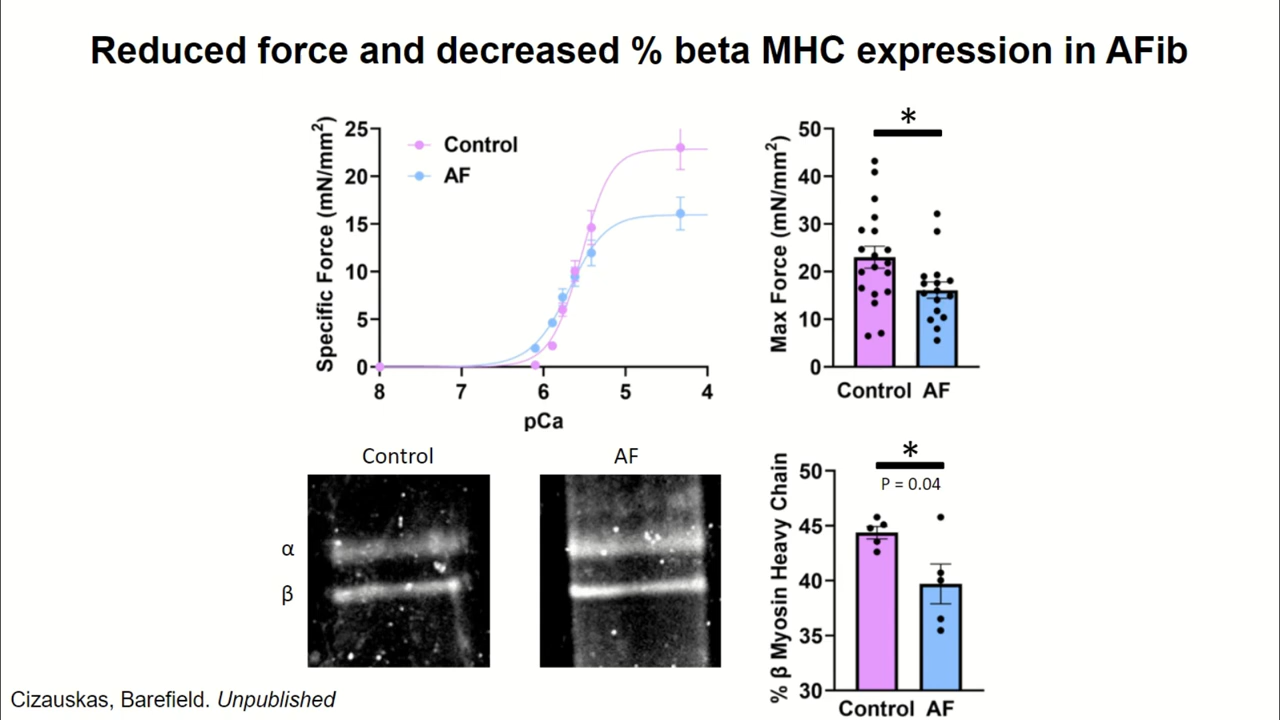 Reduced force and decreased % beta MHC expression in AFib
Specific Force (mN/mm²)
25
20
15
10
5
0
Control
AF
8 7 6 5 4
pCa
*
Max Force (mN/mm²)
50
40
30
20
10
0
Control AF
Control
AF
α
β
*
P = 0.04
% β Myosin Heavy Chain
50
45
40
35
30
Control AF
Cizauskas, Barefield. Unpublished